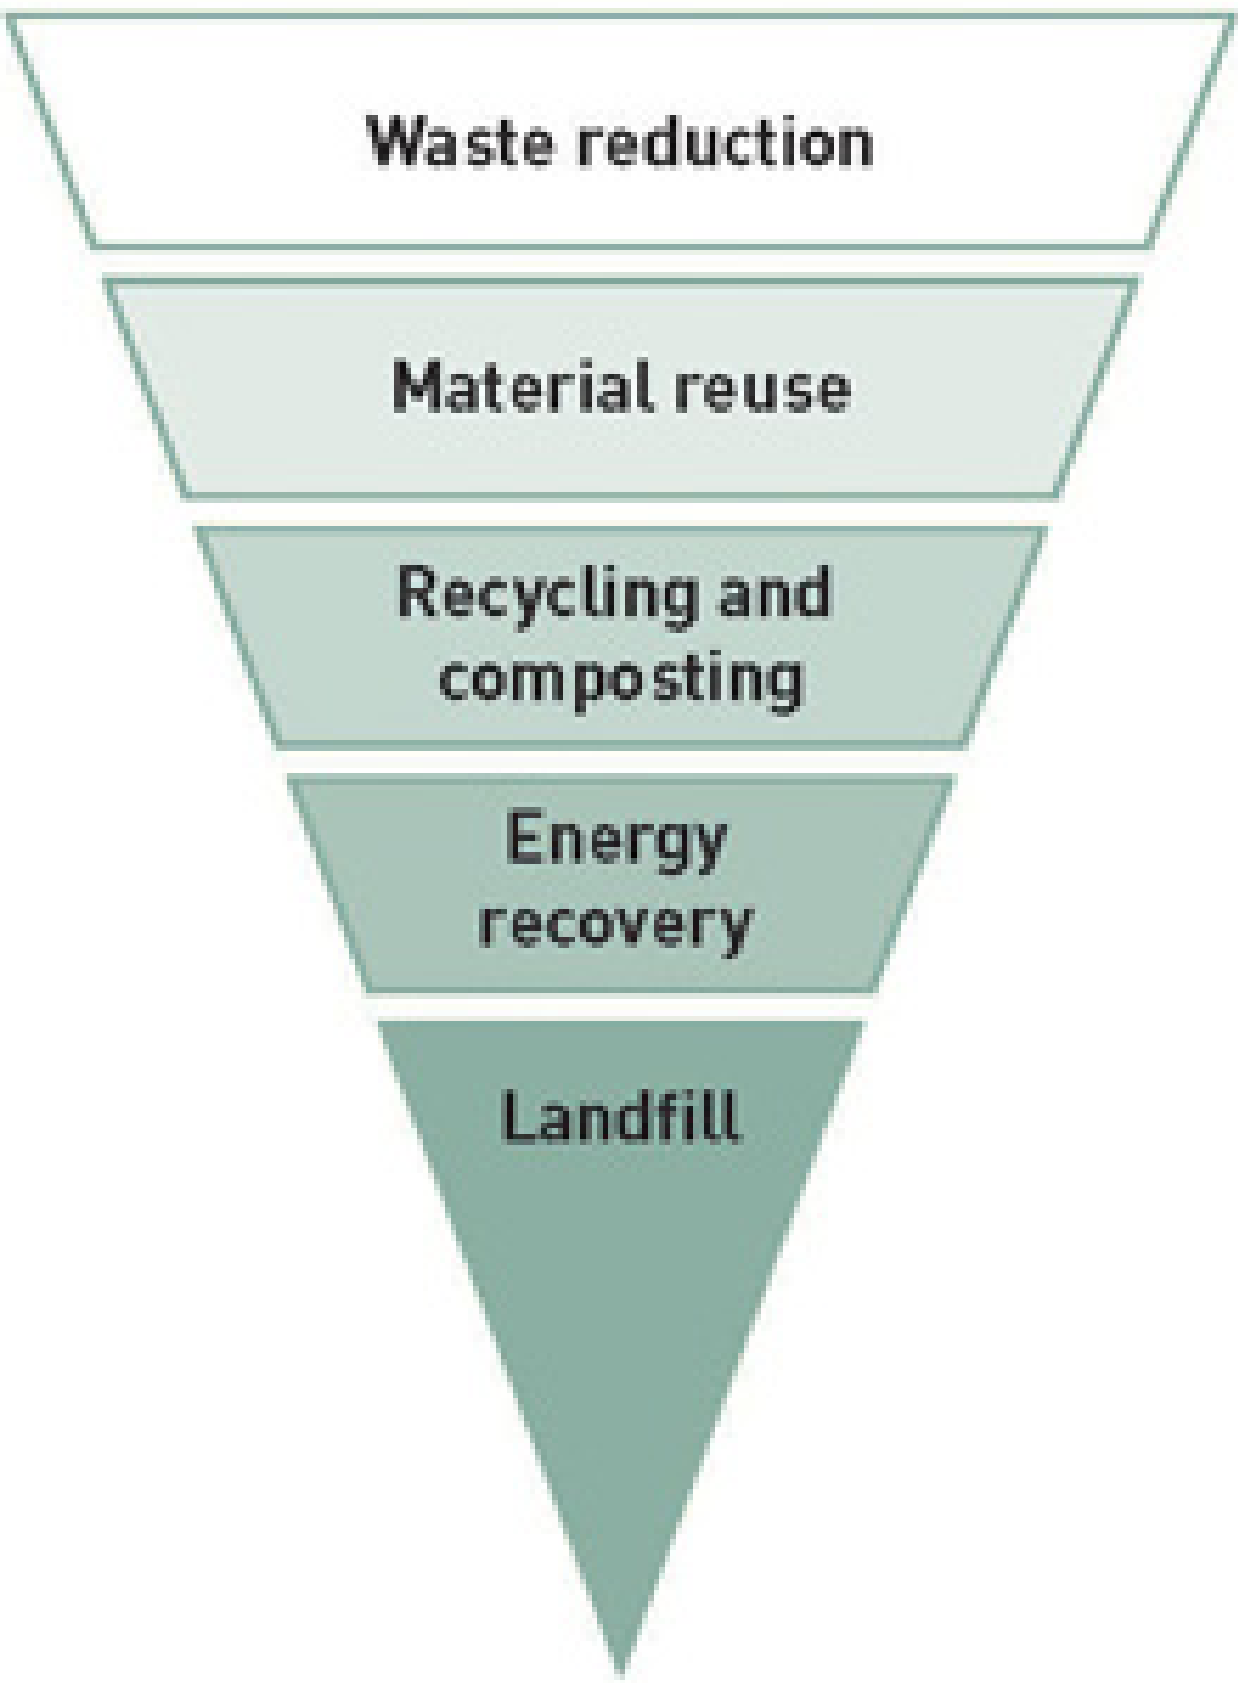 Waste reduction
Material reuse
Recycling and
composting
Energy
recovery
Landfill